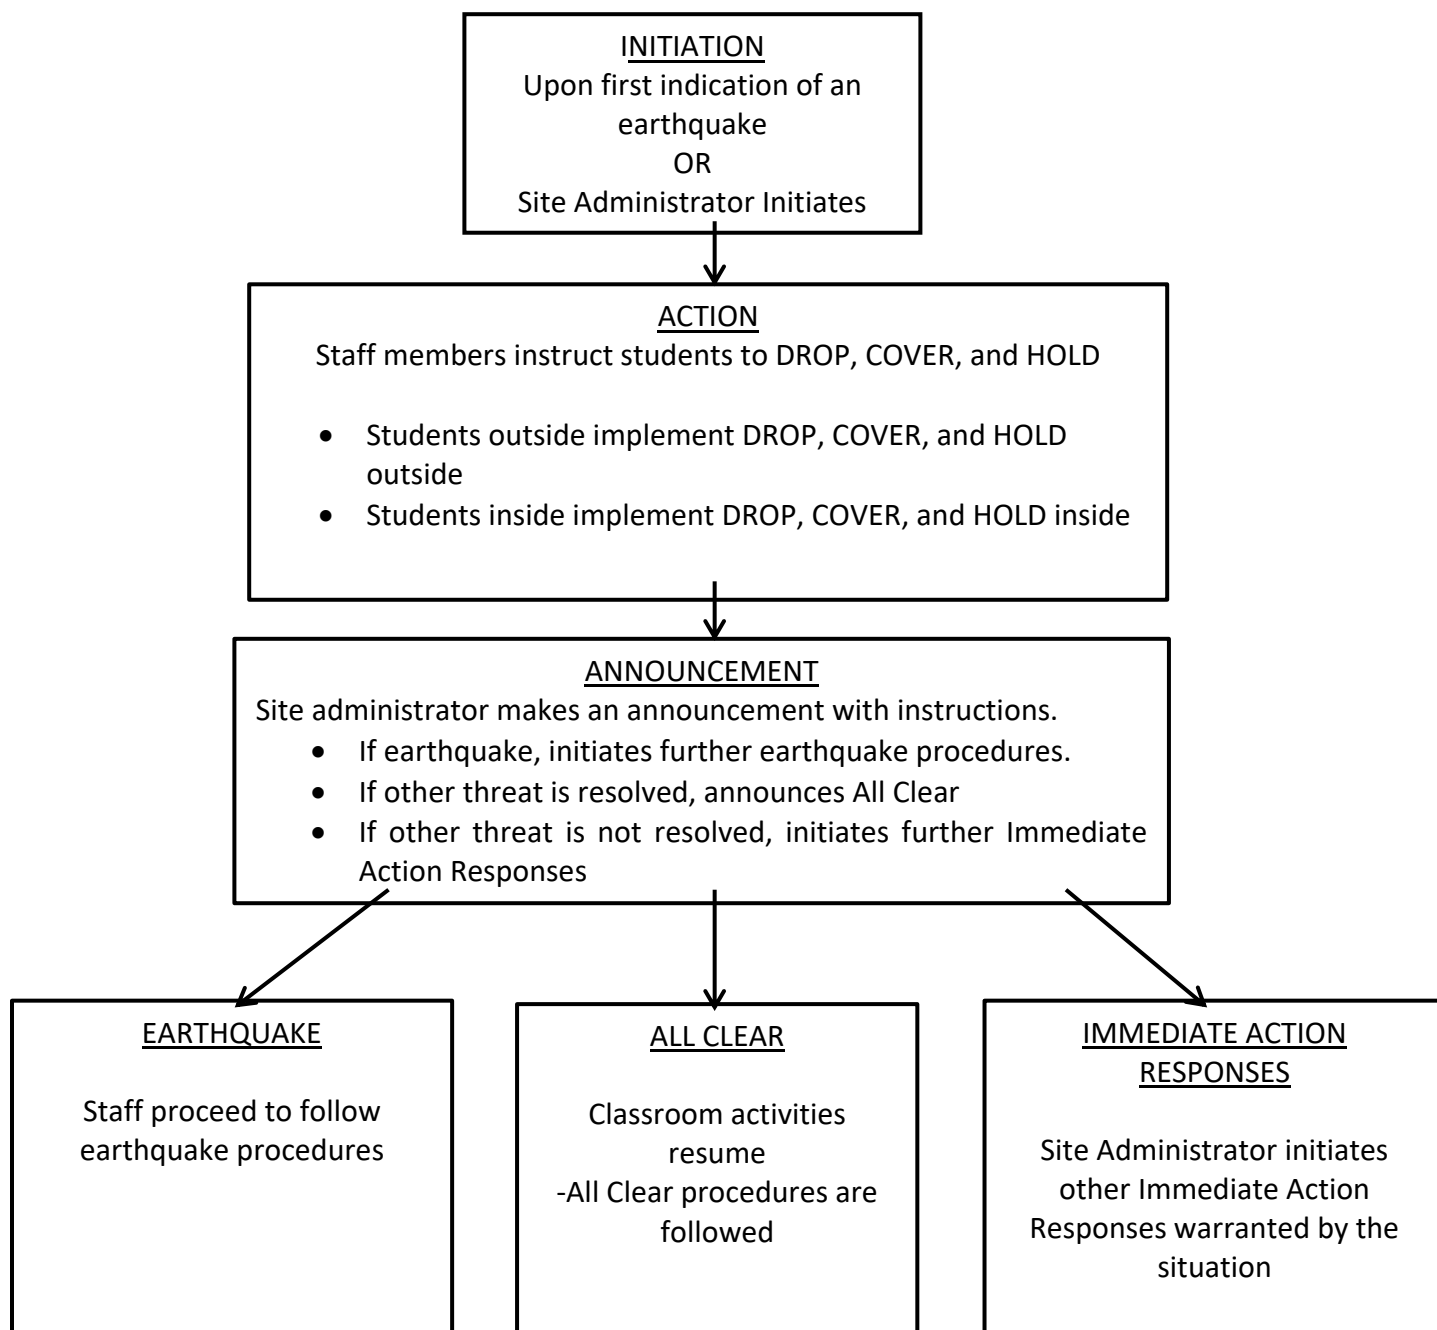 INITIATION
Upon first indication of an
earthquake
OR
Site Administrator Initiates
ACTION
Staff members instruct students to DROP, COVER, and HOLD
• Students outside implement DROP, COVER, and HOLD
outside
• Students inside implement DROP, COVER, and HOLD inside
ANNOUNCEMENT
Site administrator makes an announcement with instructions.
• If earthquake, initiates further earthquake procedures.
• If other threat is resolved, announces All Clear
• If other threat is not resolved, initiates further Immediate
Action Responses
EARTHQUAKE
Staff proceed to follow
earthquake procedures
ALL CLEAR
Classroom activities
resume
-All Clear procedures are
followed
IMMEDIATE ACTION
RESPONSES
Site Administrator initiates
other Immediate Action
Responses warranted by the
situation